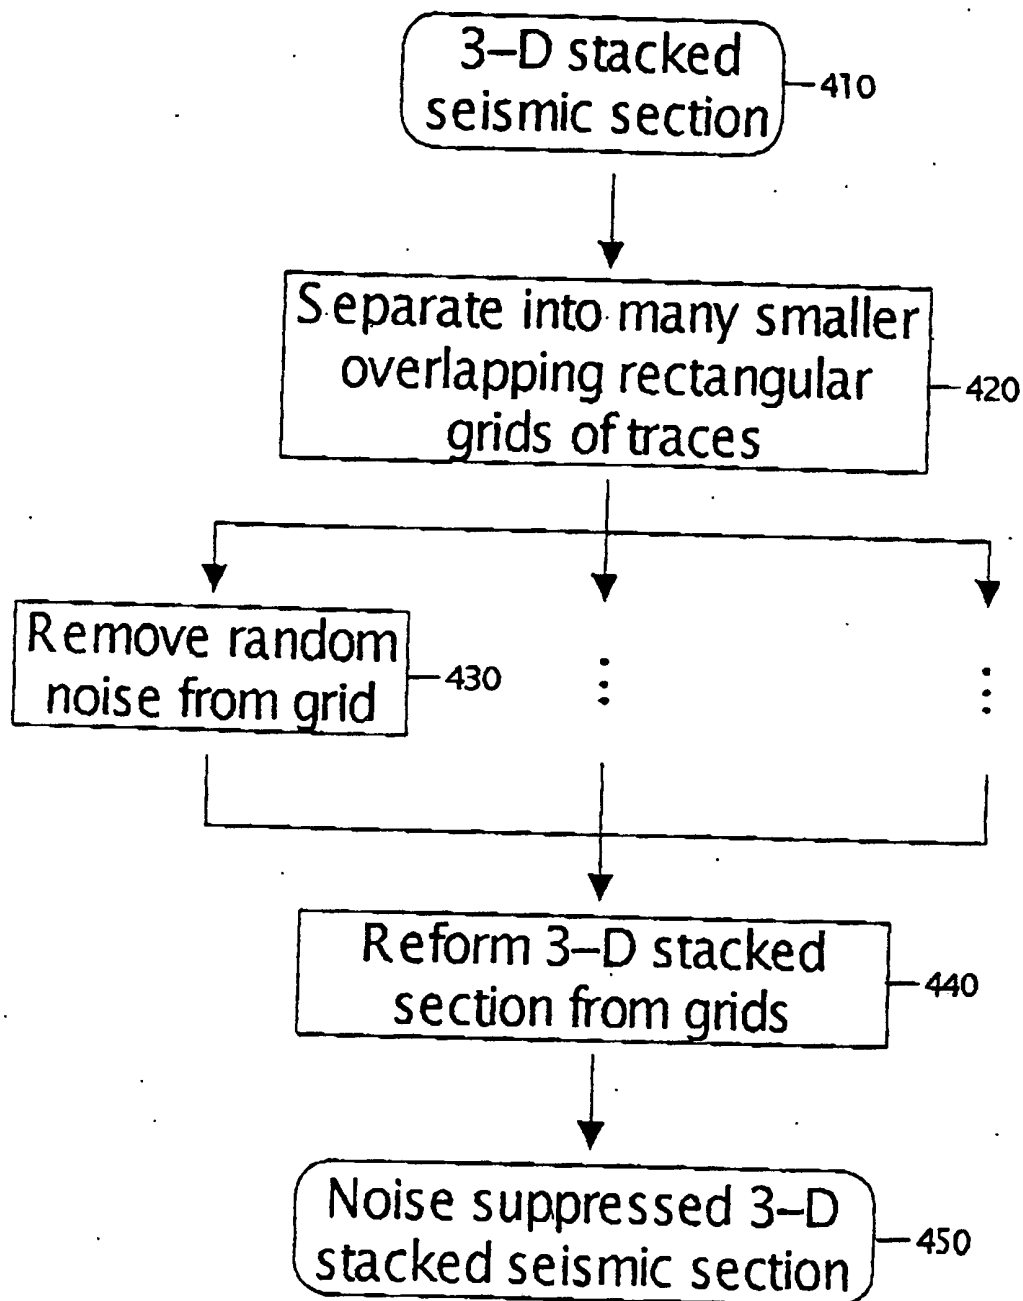 3–D stacked
seismic section
410
Separate into many smaller
overlapping rectangular
grids of traces
420
Remove random
noise from grid
430
Reform 3–D stacked
section from grids
440
Noise suppressed 3–D
stacked seismic section
450